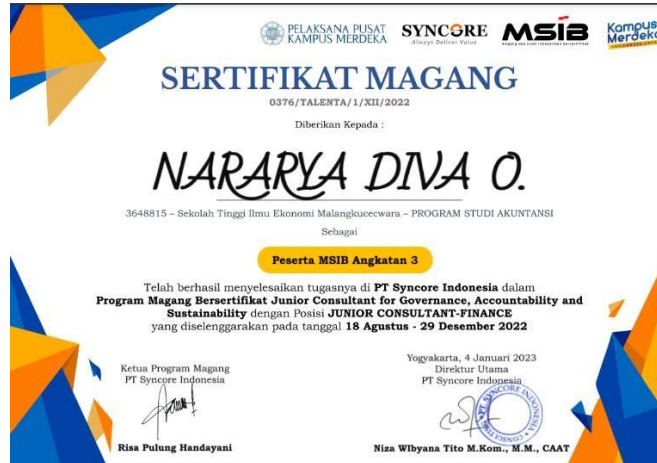 PELAKSANA PUSAT
KAMPUS MERDEKA
SYNCORE
Always Deliver Value
MSiB
Kampus
Merdeka
INDONESIA JAYA
SERTIFIKAT MAGANG
0376/TALENTA/1/XII/2022
Diberikan Kepada :
NARARYA DIVA O.
3648815 – Sekolah Tinggi Ilmu Ekonomi Malangkucecwara – PROGRAM STUDI AKUNTANSI
Sebagai
Peserta MSIB Angkatan 3
Telah berhasil menyelesaikan tugasnya di PT Syncore Indonesia dalam
Program Magang Bersertifikat Junior Consultant for Governance, Accountability and
Sustainability dengan Posisi JUNIOR CONSULTANT-FINANCE
yang diselenggarakan pada tanggal 18 Agustus - 29 Desember 2022
Ketua Program Magang
PT Syncore Indonesia
Risa Pulung Handayani
Yogyakarta, 4 Januari 2023
Direktur Utama
PT Syncore Indonesia
Niza WIbyana Tito M.Kom., M.M., CAAT